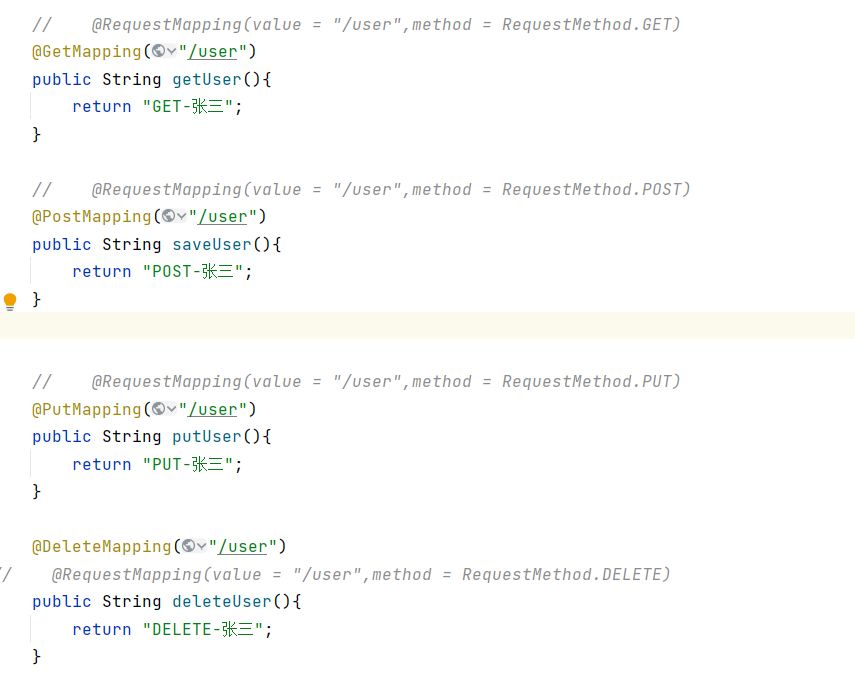 //    @RequestMapping(value = "/user",method = RequestMethod.GET)
@GetMapping("/user")
public String getUser(){
    return "GET-张三";
}
//    @RequestMapping(value = "/user",method = RequestMethod.POST)
@PostMapping("/user")
public String saveUser(){
    return "POST-张三";
}
//    @RequestMapping(value = "/user",method = RequestMethod.PUT)
@PutMapping("/user")
public String putUser(){
    return "PUT-张三";
}
@DeleteMapping("/user")
//    @RequestMapping(value = "/user",method = RequestMethod.DELETE)
public String deleteUser(){
    return "DELETE-张三";
}